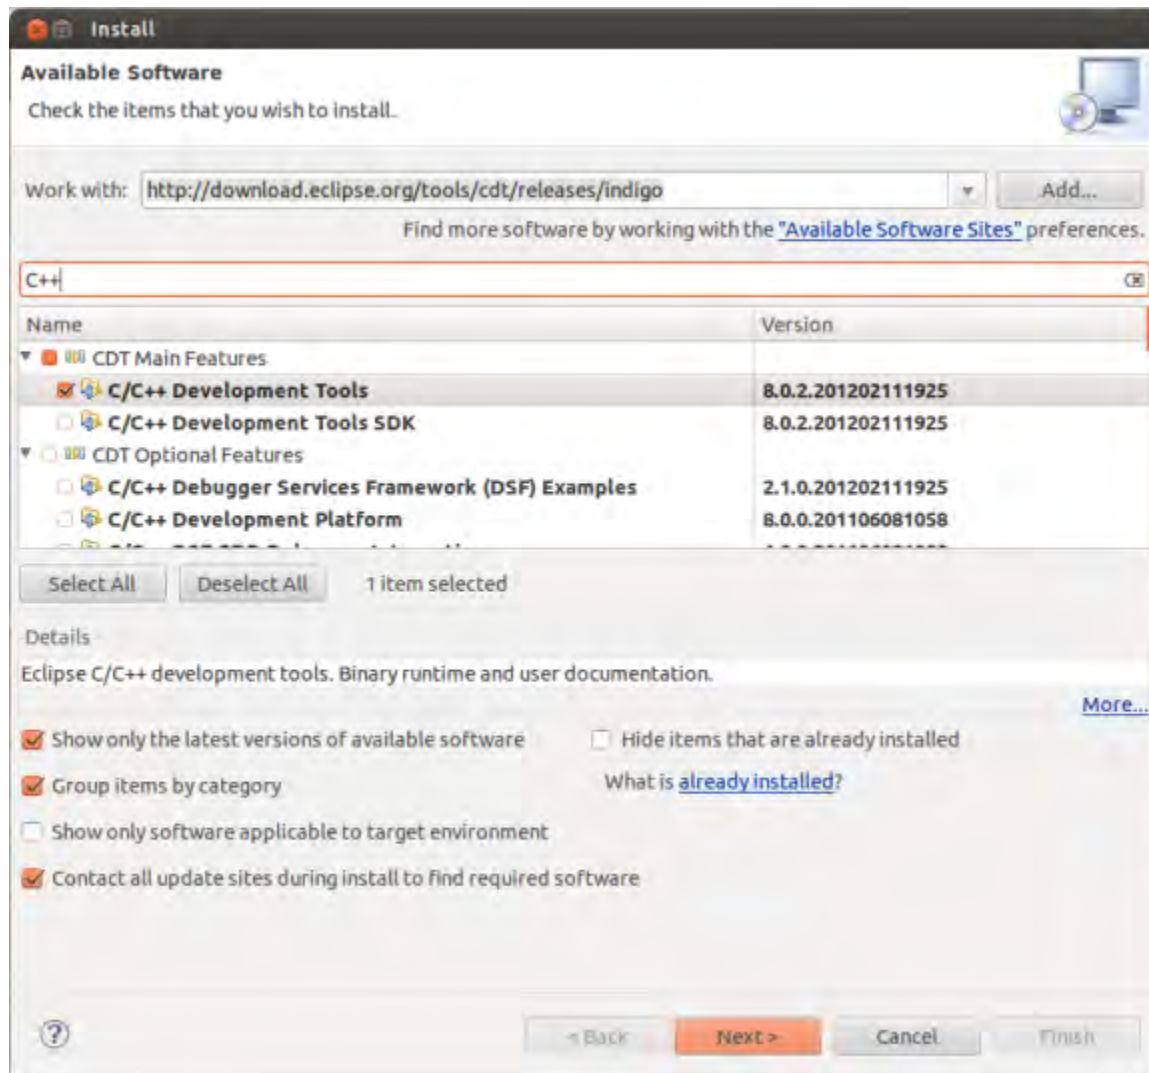 Install
Available Software
Check the items that you wish to install.
Work with: http://download.eclipse.org/tools/cdt/releases/indigo Add...
Find more software by working with the "Available Software Sites" preferences.
C++
Name Version
CDT Main Features
C/C++ Development Tools 8.0.2.201202111925
C/C++ Development Tools SDK 8.0.2.201202111925
CDT Optional Features
C/C++ Debugger Services Framework (DSF) Examples 2.1.0.201202111925
C/C++ Development Platform 8.0.0.201106081058
Select All Deselect All 1 item selected
Details
Eclipse C/C++ development tools. Binary runtime and user documentation.
More...
Show only the latest versions of available software Hide items that are already installed
Group items by category What is already installed?
Show only software applicable to target environment
Contact all update sites during install to find required software
? < Back Next > Cancel Finish